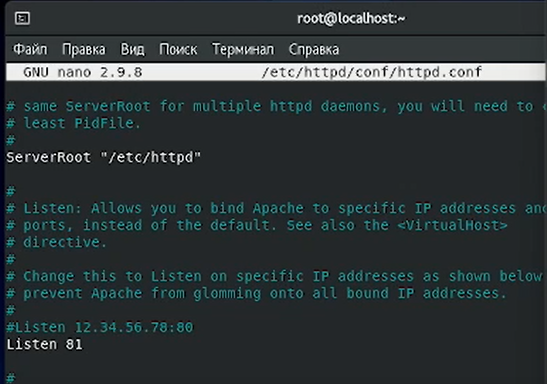 root@localhost:~
Файл Правка Вид Поиск Терминал Справка
GNU nano 2.9.8 /etc/httpd/conf/httpd.conf
# same ServerRoot for multiple httpd daemons, you will need to
# least PidFile.
#
ServerRoot "/etc/httpd"
#
# Listen: Allows you to bind Apache to specific IP addresses and
# ports, instead of the default. See also the <VirtualHost>
# directive.
#
# Change this to Listen on specific IP addresses as shown below
# prevent Apache from glomming onto all bound IP addresses.
#
#Listen 12.34.56.78:80
Listen 81
#